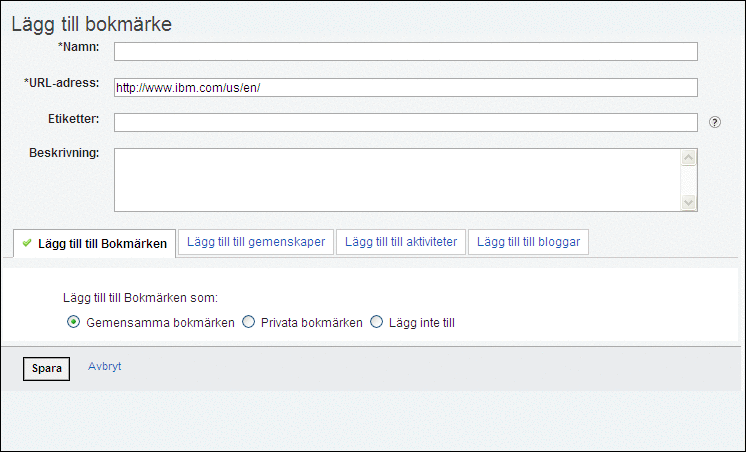 Lägg till bokmärke
*Namn:
*URL-adress: http://www.ibm.com/us/en/
Etiketter: ?
Beskrivning:
Lägg till till Bokmärken Lägg till till gemenskaper Lägg till till aktiviteter Lägg till till bloggar
Lägg till till Bokmärken som:
Gemensamma bokmärken Privata bokmärken Lägg inte till
Spara Avbryt